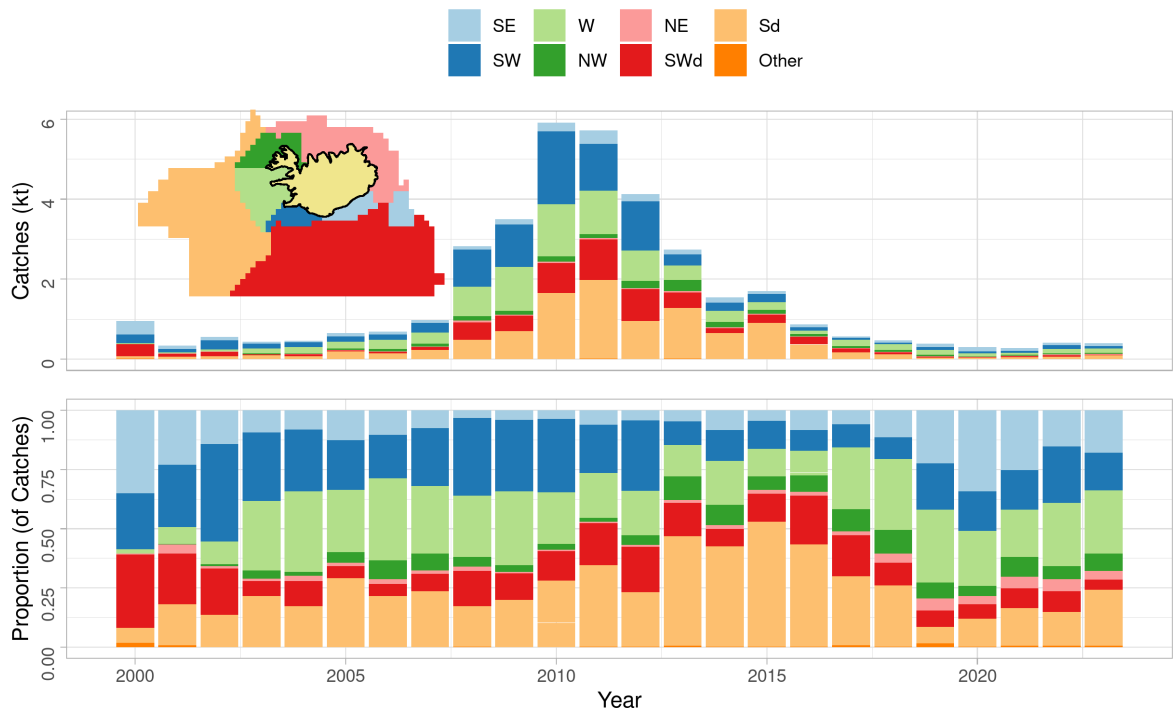 SE W NE Sd
SW NW SWd Other
Catches (kt)
6
4
2
0
Proportion (of Catches)
1.00
0.75
0.50
0.25
0.00
2000 2005 2010 2015 2020
Year